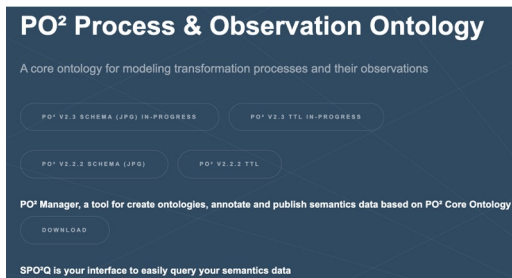 PO² Process & Observation Ontology
A core ontology for modeling transformation processes and their observations
PO² V2.3 SCHEMA (JPG) IN-PROGRESS PO² V2.3 TTL IN-PROGRESS
PO² V2.2.2 SCHEMA (JPG) PO² V2.2.2 TTL
PO² Manager, a tool for create ontologies, annotate and publish semantics data based on PO² Core Ontology
DOWNLOAD
SPO²Q is your interface to easily query your semantics data